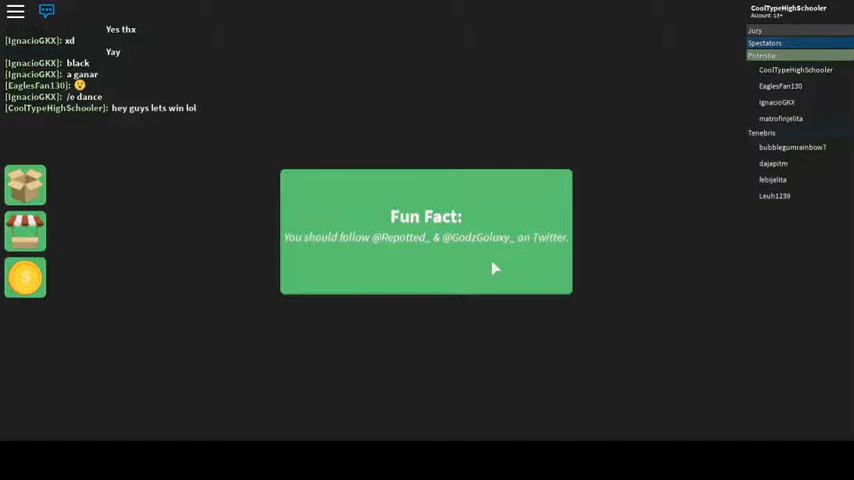 Yes thx
[IgnacioGKX]: xd
Yay
[IgnacioGKX]: black
[IgnacioGKX]: a ganar
[EaglesFan130]: 😮
[IgnacioGKX]: /e dance
[CoolTypeHighSchooler]: hey guys lets win lol
Fun Fact:
You should follow @Repotted_ & @GodzGalaxy_ on Twitter.
CoolTypeHighSchooler
Account: 13+
Jury
Spectators
Potentia
CoolTypeHighSchooler
EaglesFan130
IgnacioGKX
matrofinjelita
Tenebris
bubblegumrainbow7
dajapitm
febijelita
Leuh1239